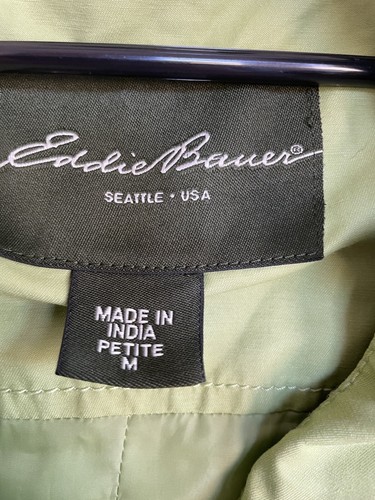 Eddie Bauer®
SEATTLE • USA
MADE IN
INDIA
PETITE
M